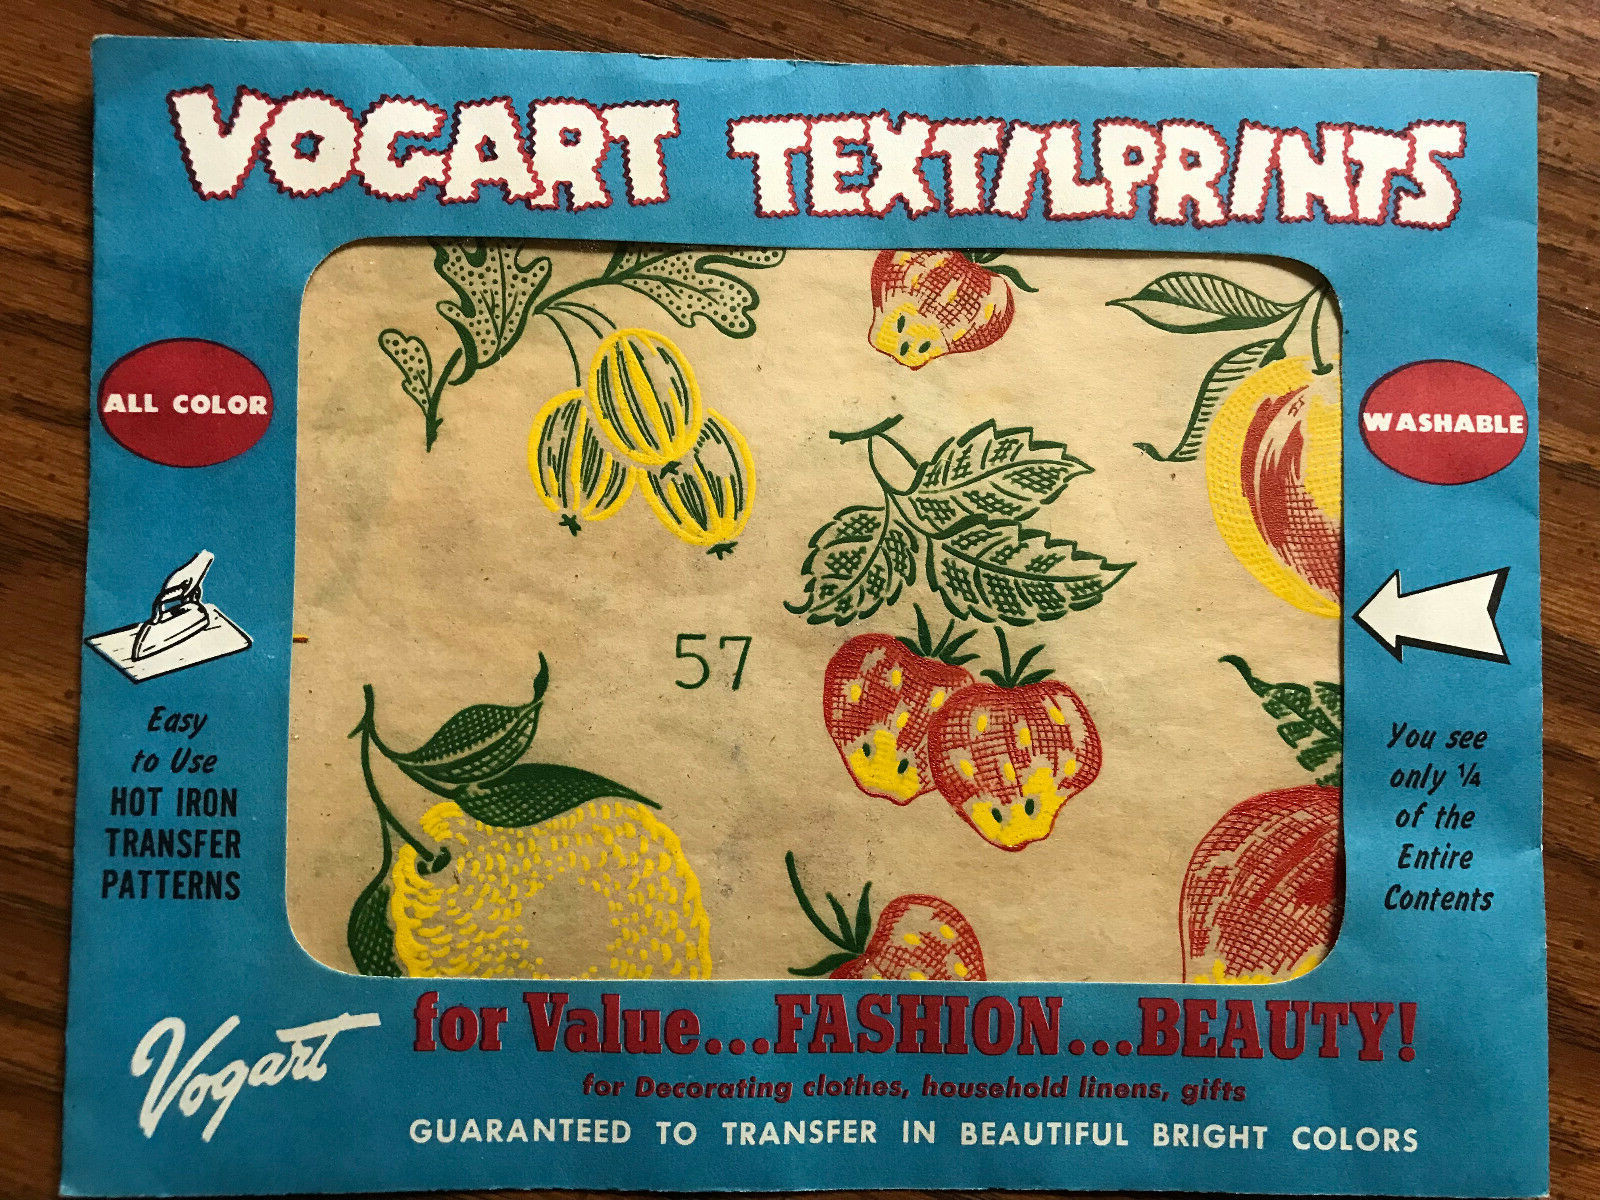 VOGART TEXTILPRINTS
ALL COLOR
WASHABLE
57
Easy
to Use
HOT IRON
TRANSFER
PATTERNS
You see
only 1/4
of the
Entire
Contents
Vogart
for Value...FASHION...BEAUTY!
for Decorating clothes, household linens, gifts
GUARANTEED TO TRANSFER IN BEAUTIFUL BRIGHT COLORS